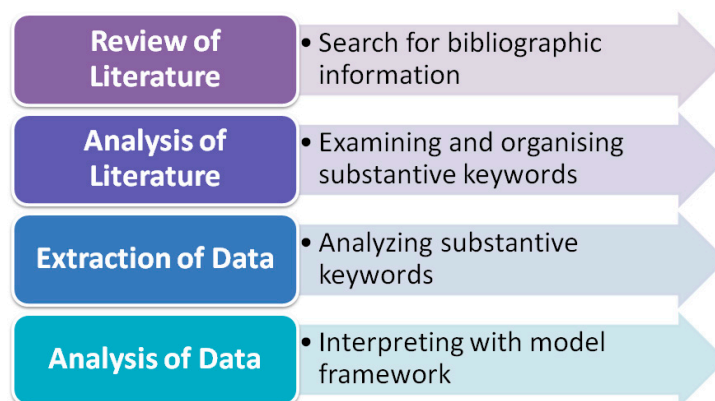 Review of
Literature
• Search for bibliographic
information
Analysis of
Literature
• Examining and organising
substantive keywords
Extraction of Data
• Analyzing substantive
keywords
Analysis of Data
• Interpreting with model
framework